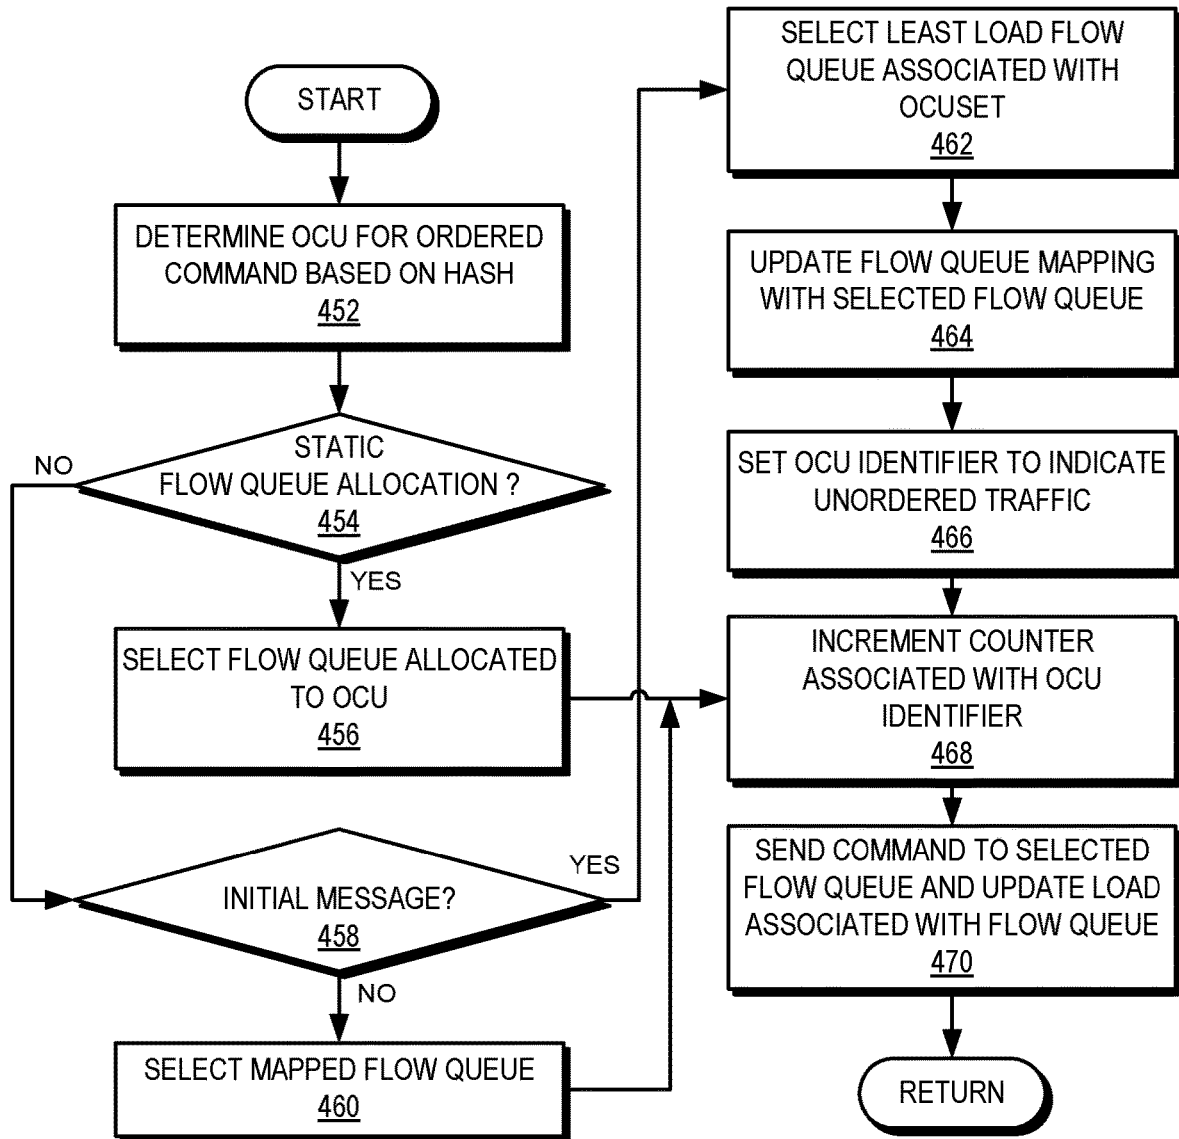 START
DETERMINE OCU FOR ORDERED
COMMAND BASED ON HASH
452
STATIC
FLOW QUEUE ALLOCATION ?
454
NO
YES
SELECT FLOW QUEUE ALLOCATED
TO OCU
456
INITIAL MESSAGE?
458
YES
NO
SELECT MAPPED FLOW QUEUE
460
SELECT LEAST LOAD FLOW
QUEUE ASSOCIATED WITH
OCUSET
462
UPDATE FLOW QUEUE MAPPING
WITH SELECTED FLOW QUEUE
464
SET OCU IDENTIFIER TO INDICATE
UNORDERED TRAFFIC
466
INCREMENT COUNTER
ASSOCIATED WITH OCU
IDENTIFIER
468
SEND COMMAND TO SELECTED
FLOW QUEUE AND UPDATE LOAD
ASSOCIATED WITH FLOW QUEUE
470
RETURN